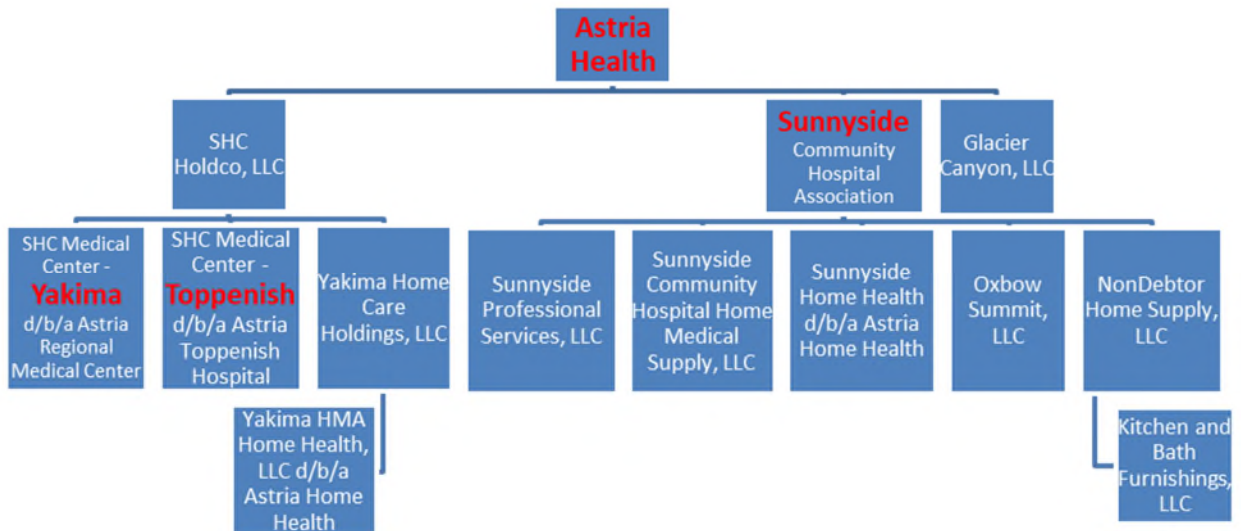 Astria
Health
SHC
Holdco, LLC
Sunnyside
Community
Hospital
Association
Glacier
Canyon, LLC
SHC Medical
Center -
Yakima
d/b/a Astria
Regional
Medical Center
SHC Medical
Center -
Toppenish
d/b/a Astria
Toppenish
Hospital
Yakima Home
Care
Holdings, LLC
Sunnyside
Professional
Services, LLC
Sunnyside
Community
Hospital Home
Medical
Supply, LLC
Sunnyside
Home Health
d/b/a Astria
Home Health
Oxbow
Summit,
LLC
NonDebtor
Home Supply,
LLC
Yakima HMA
Home Health,
LLC d/b/a
Astria Home
Health
Kitchen and
Bath
Furnishings,
LLC